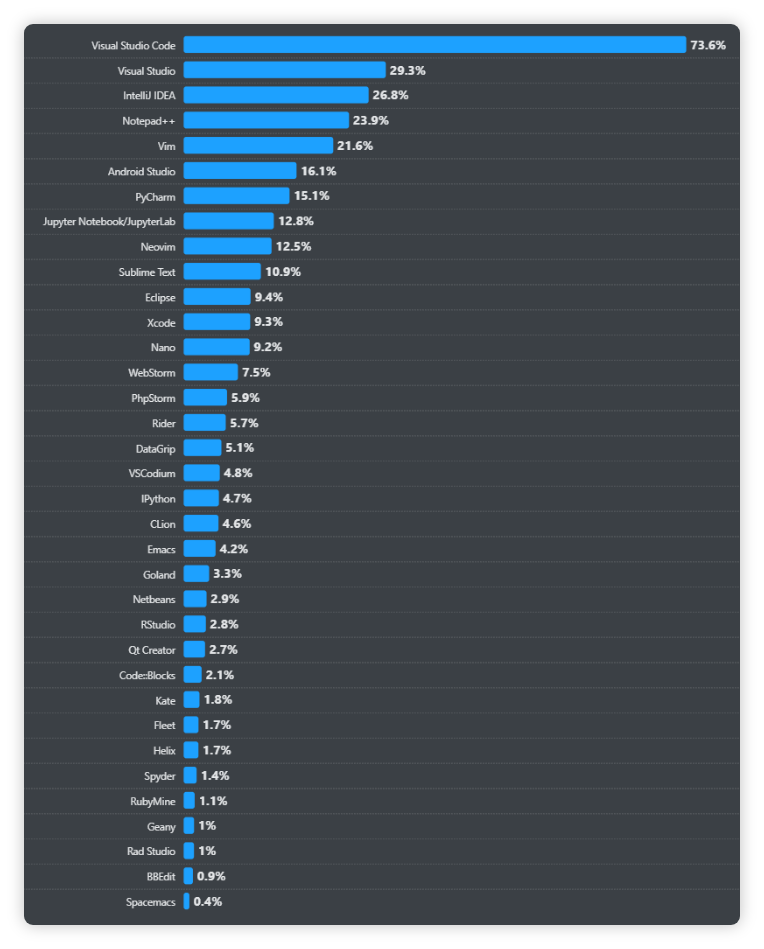 Visual Studio Code 73.6%
Visual Studio 29.3%
IntelliJ IDEA 26.8%
Notepad++ 23.9%
Vim 21.6%
Android Studio 16.1%
PyCharm 15.1%
Jupyter Notebook/JupyterLab 12.8%
Neovim 12.5%
Sublime Text 10.9%
Eclipse 9.4%
Xcode 9.3%
Nano 9.2%
WebStorm 7.5%
PhpStorm 5.9%
Rider 5.7%
DataGrip 5.1%
VSCodium 4.8%
IPython 4.7%
CLion 4.6%
Emacs 4.2%
Goland 3.3%
Netbeans 2.9%
RStudio 2.8%
Qt Creator 2.7%
Code::Blocks 2.1%
Kate 1.8%
Fleet 1.7%
Helix 1.7%
Spyder 1.4%
RubyMine 1.1%
Geany 1%
Rad Studio 1%
BBEdit 0.9%
Spacemacs 0.4%